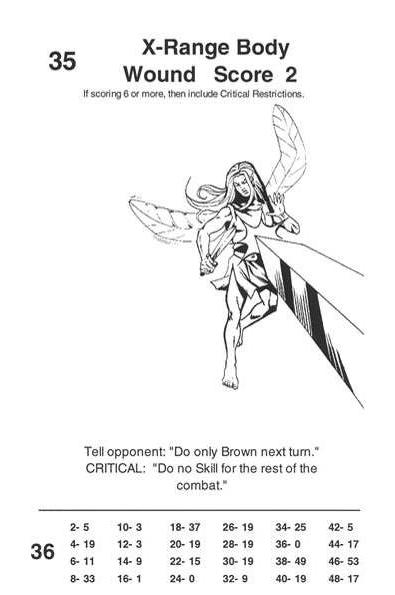 35
X-Range Body
Wound Score 2
If scoring 6 or more, then include Critical Restrictions.
Tell opponent: "Do only Brown next turn."
CRITICAL: "Do no Skill for the rest of the
combat."
36
2- 5 10- 3 18- 37 26- 19 34- 25 42- 5
4- 19 12- 3 20- 19 28- 19 36- 0 44- 17
6- 11 14- 9 22- 15 30- 19 38- 49 46- 53
8- 33 16- 1 24- 0 32- 9 40- 19 48- 17